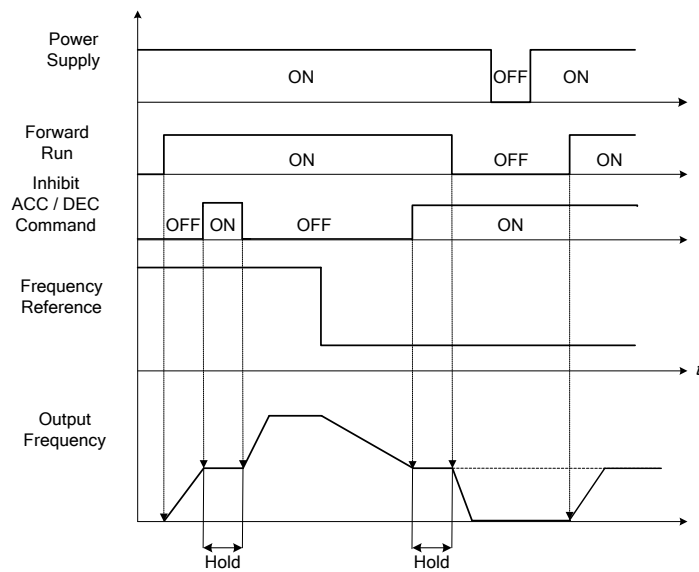 Power
Supply
ON
OFF
ON
Forward
Run
ON
OFF
ON
Inhibit
ACC / DEC
Command
OFF
ON
OFF
ON
Frequency
Reference
t
Output
Frequency
Hold
Hold